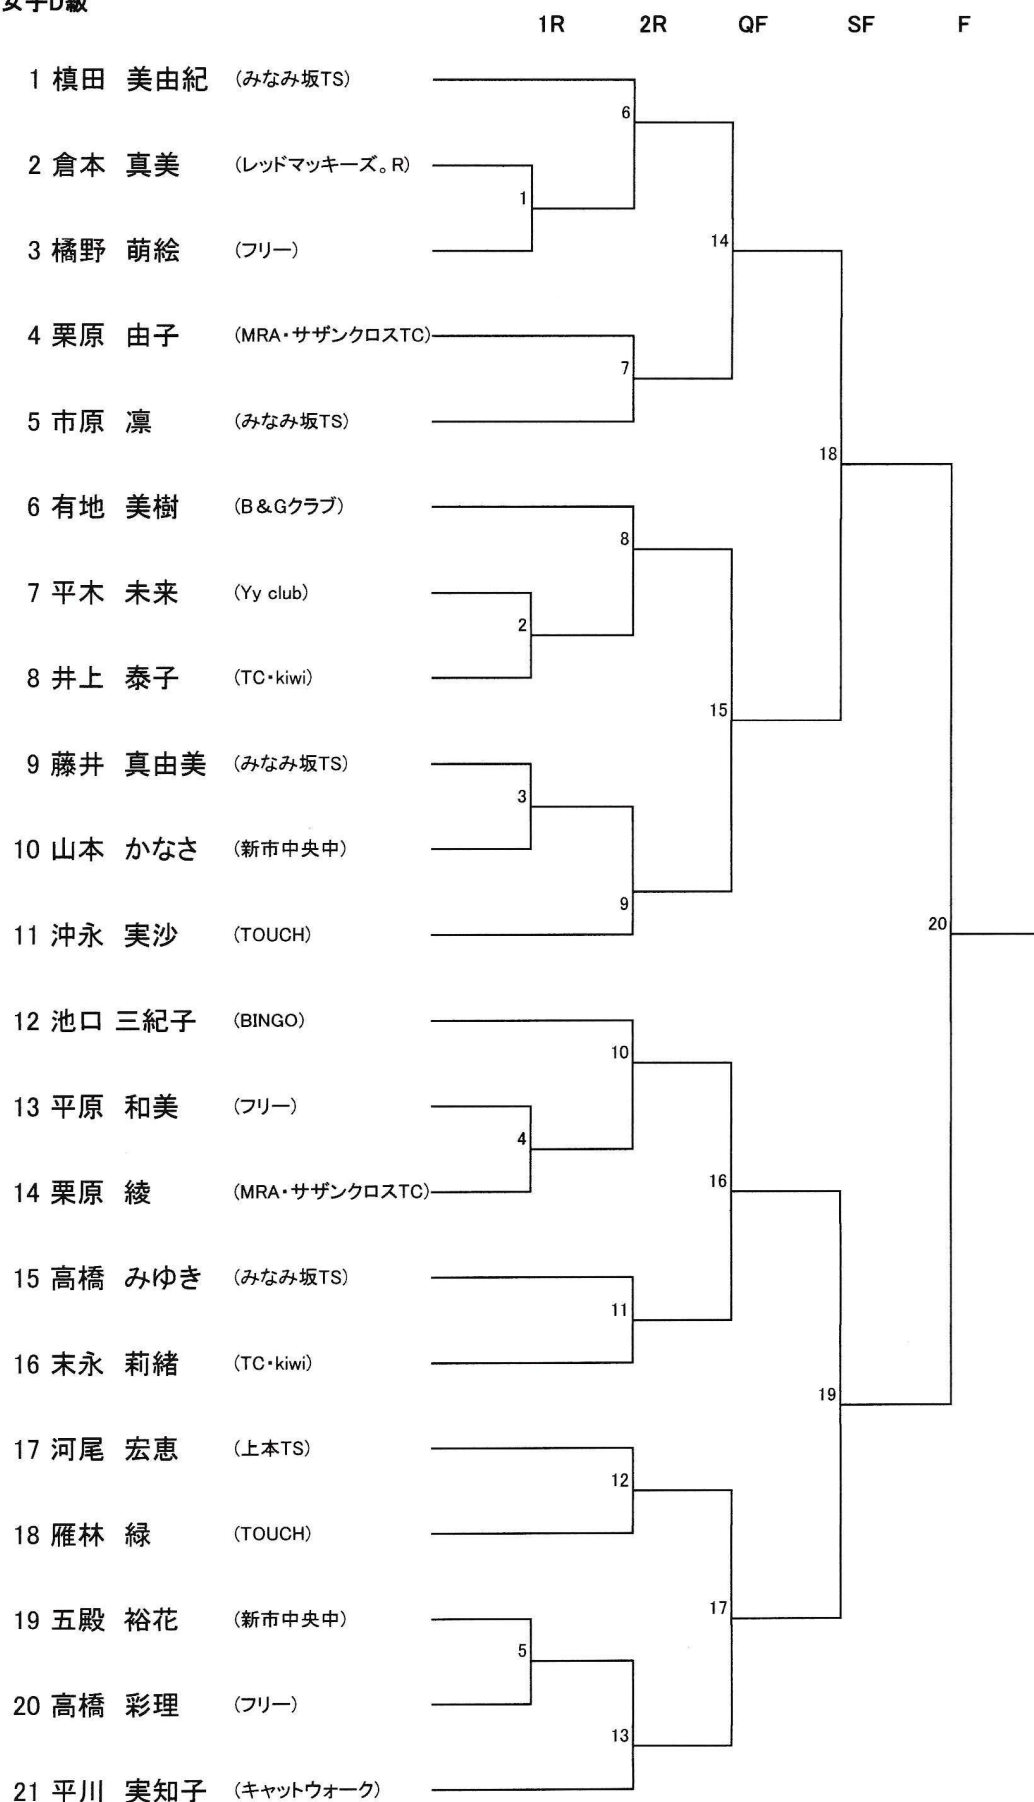 女子D級
1R 2R QF SF F
1 槙田 美由紀 (みなみ坂TS)
6
2 倉本 真美 (レッドマッキーズ。R)
1
3 橘野 萌絵 (フリー)
14
4 栗原 由子 (MRA・サザンクロスTC)
7
5 市原 凛 (みなみ坂TS)
18
6 有地 美樹 (B&Gクラブ)
8
7 平木 未来 (Yy club)
2
8 井上 泰子 (TC・kiwi)
15
9 藤井 真由美 (みなみ坂TS)
3
10 山本 かなさ (新市中央中)
9
11 沖永 実沙 (TOUCH)
20
12 池口 三紀子 (BINGO)
10
13 平原 和美 (フリー)
4
14 栗原 綾 (MRA・サザンクロスTC)
16
15 高橋 みゆき (みなみ坂TS)
11
16 末永 莉緒 (TC・kiwi)
19
17 河尾 宏恵 (上本TS)
12
18 雁林 緑 (TOUCH)
19 五殿 裕花 (新市中央中)
17
5
20 高橋 彩理 (フリー)
13
21 平川 実知子 (キャットウォーク)